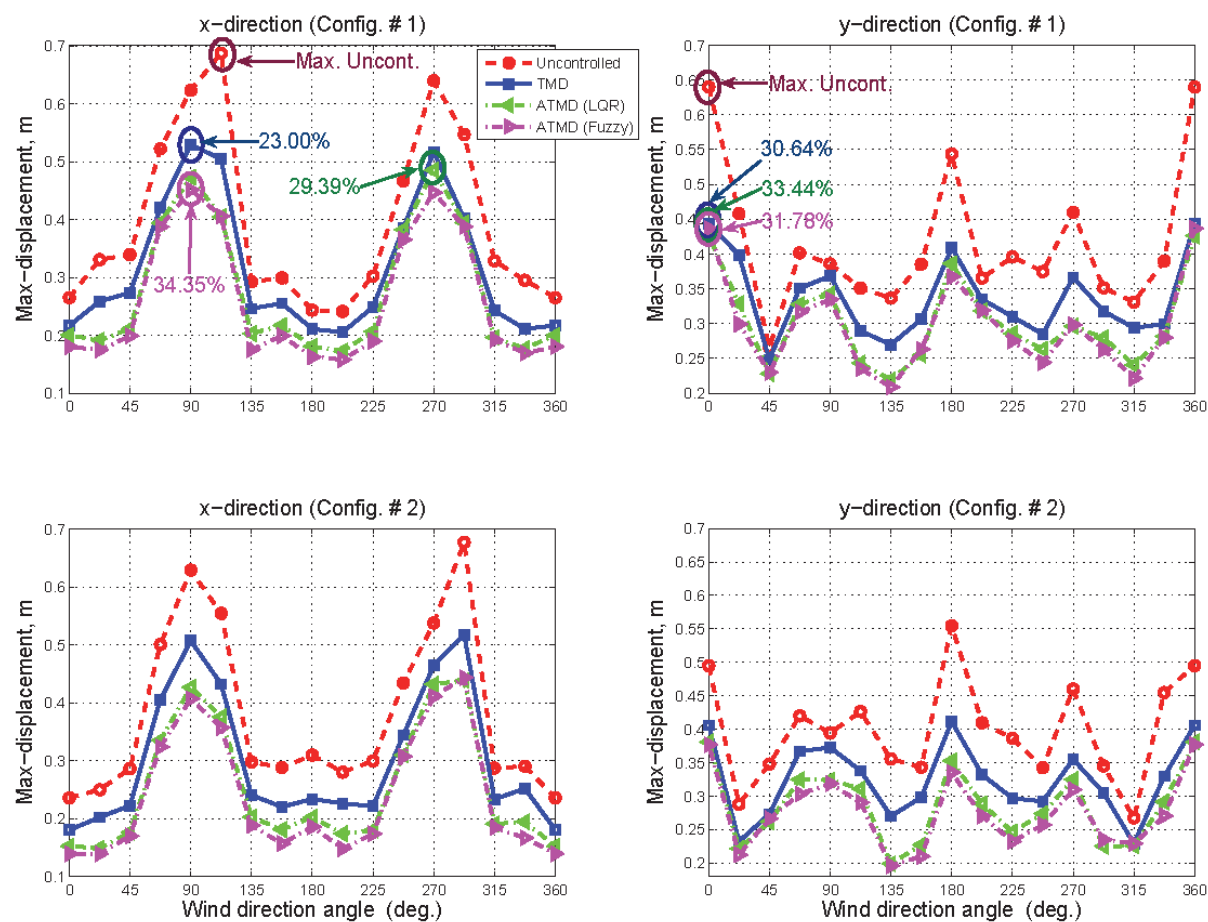 x-direction (Config. # 1)
Max-displacement, m
0.7
0.6
0.5
0.4
0.3
0.2
0.1
0 45 90 135 180 225 270 315 360
Max. Uncont.
23.00%
29.39%
34.35%
Uncontrolled
TMD
ATMD (LQR)
ATMD (Fuzzy)
y-direction (Config. # 1)
Max-displacement, m
0.7
0.65
0.6
0.55
0.5
0.45
0.4
0.35
0.3
0.25
0.2
0 45 90 135 180 225 270 315 360
Max. Uncont.
30.64%
33.44%
31.78%
x-direction (Config. # 2)
Max-displacement, m
0.7
0.6
0.5
0.4
0.3
0.2
0.1
0 45 90 135 180 225 270 315 360
Wind direction angle (deg.)
y-direction (Config. # 2)
Max-displacement, m
0.7
0.65
0.6
0.55
0.5
0.45
0.4
0.35
0.3
0.25
0.2
0 45 90 135 180 225 270 315 360
Wind direction angle (deg.)